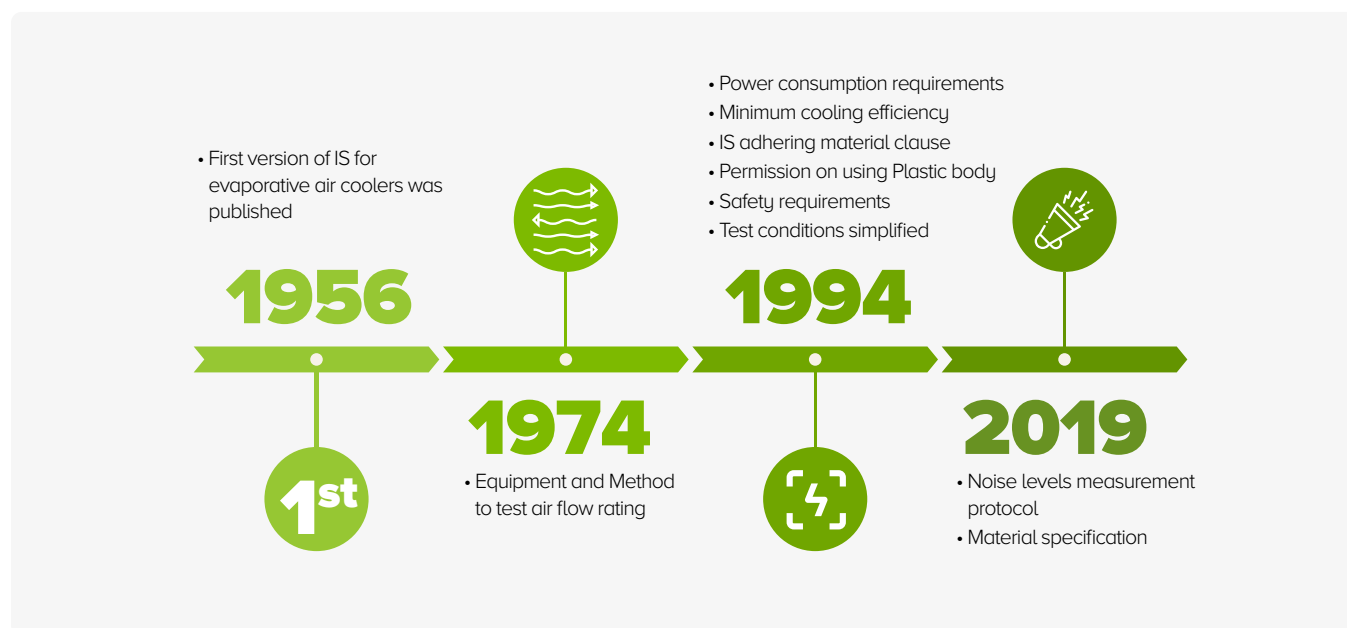 • First version of IS for
evaporative air coolers was
published
1956
1st
1974
• Equipment and Method
to test air flow rating
• Power consumption requirements
• Minimum cooling efficiency
• IS adhering material clause
• Permission on using Plastic body
• Safety requirements
• Test conditions simplified
1994
2019
• Noise levels measurement
protocol
• Material specification